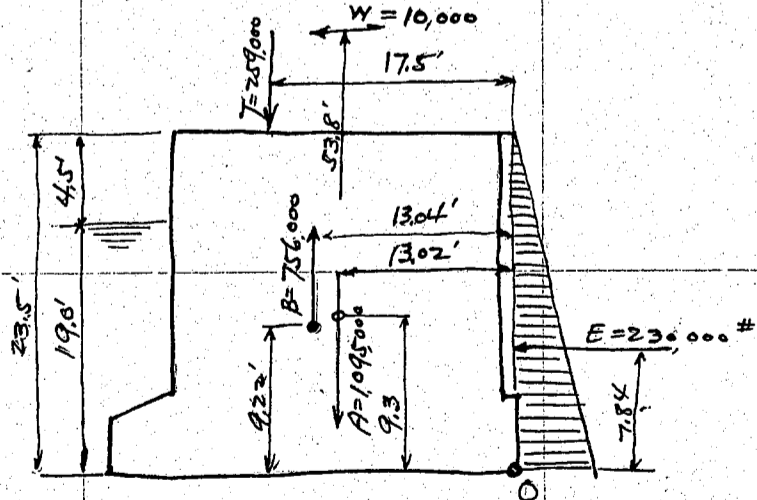 W = 10,000
T=259,000
17.5'
53.8'
4.5'
13.04'
13.02'
B=756,000
23.5'
19.0'
E = 230,000 #
A=1,095,000
9.22'
9.3
7.84'
O